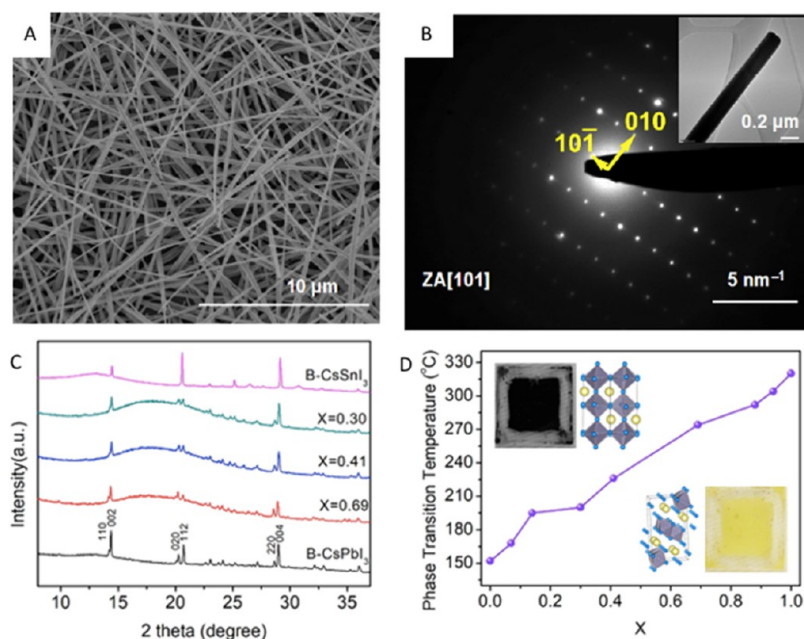 A
10 μm
B
0.2 μm
010
101̄
ZA[101]
5 nm⁻¹
C
B-CsSnI₃
X=0.30
X=0.41
X=0.69
B-CsPbI₃
110
002
020
112
220
004
Intensity(a.u.)
10 15 20 25 30 35
2 theta (degree)
D
Phase Transition Temperature (°C)
330
300
270
240
210
180
150
0.0 0.2 0.4 0.6 0.8 1.0
X